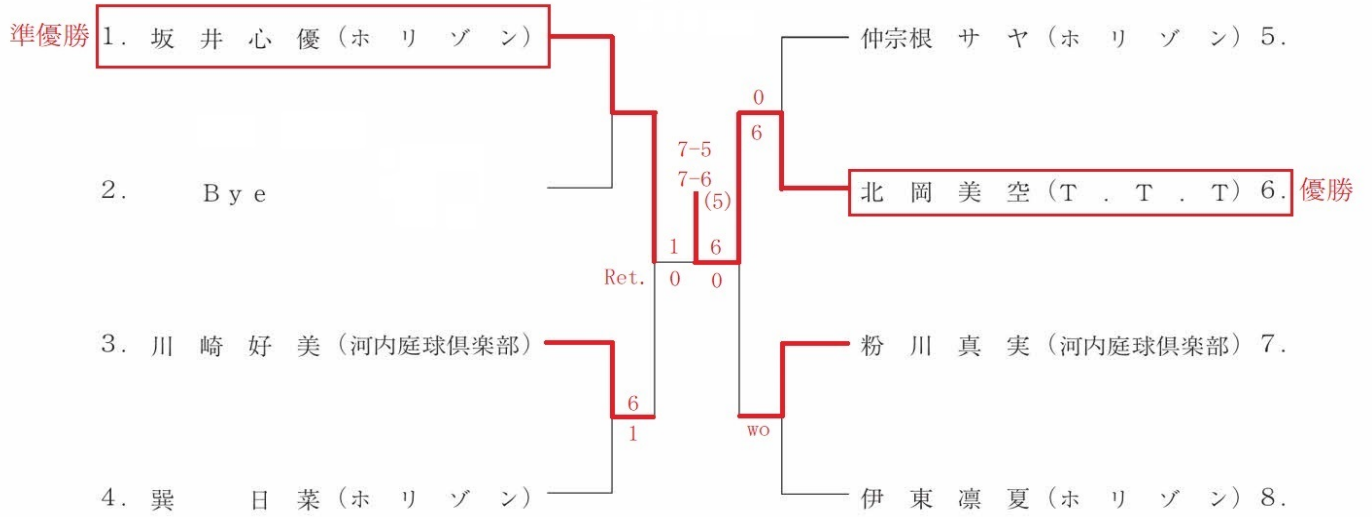 準優勝 1. 坂井心優(ホリゾン)
仲宗根サヤ(ホリゾン) 5.
0
6
7-5
7-6
(5)
2. Bye
北岡美空(T.T.T) 6. 優勝
1 6
Ret. 0 0
3. 川崎好美(河内庭球倶楽部)
粉川真実(河内庭球倶楽部) 7.
6
1
wo
4. 巽日菜(ホリゾン)
伊東凛夏(ホリゾン) 8.